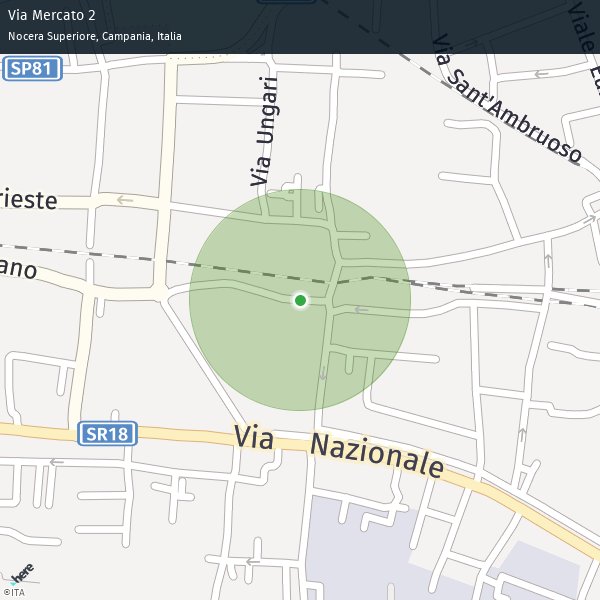 Via Mercato 2
Nocera Superiore, Campania, Italia
SP81
Via Ungari
Via Sant'Ambruoso
Viale
rieste
ano
SR18
Via Nazionale
here
©ITA